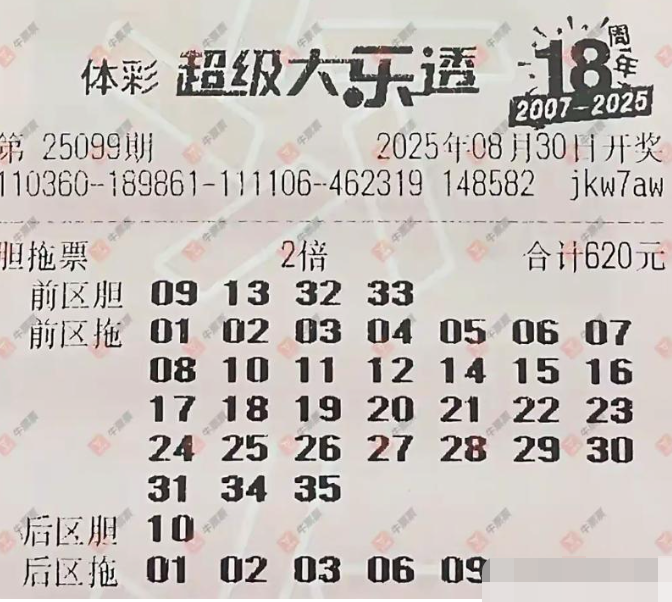 体彩 超级大乐透 18周年
2007-2025
第 25099期 2025年08月30日开奖
110360-189861-111106-462319 148582 jkw7aw
胆拖票 2倍 合计620元
前区胆 09 13 32 33
前区拖 01 02 03 04 05 06 07
08 10 11 12 14 15 16
17 18 19 20 21 22 23
24 25 26 27 28 29 30
31 34 35
后区胆 10
后区拖 01 02 03 06 09